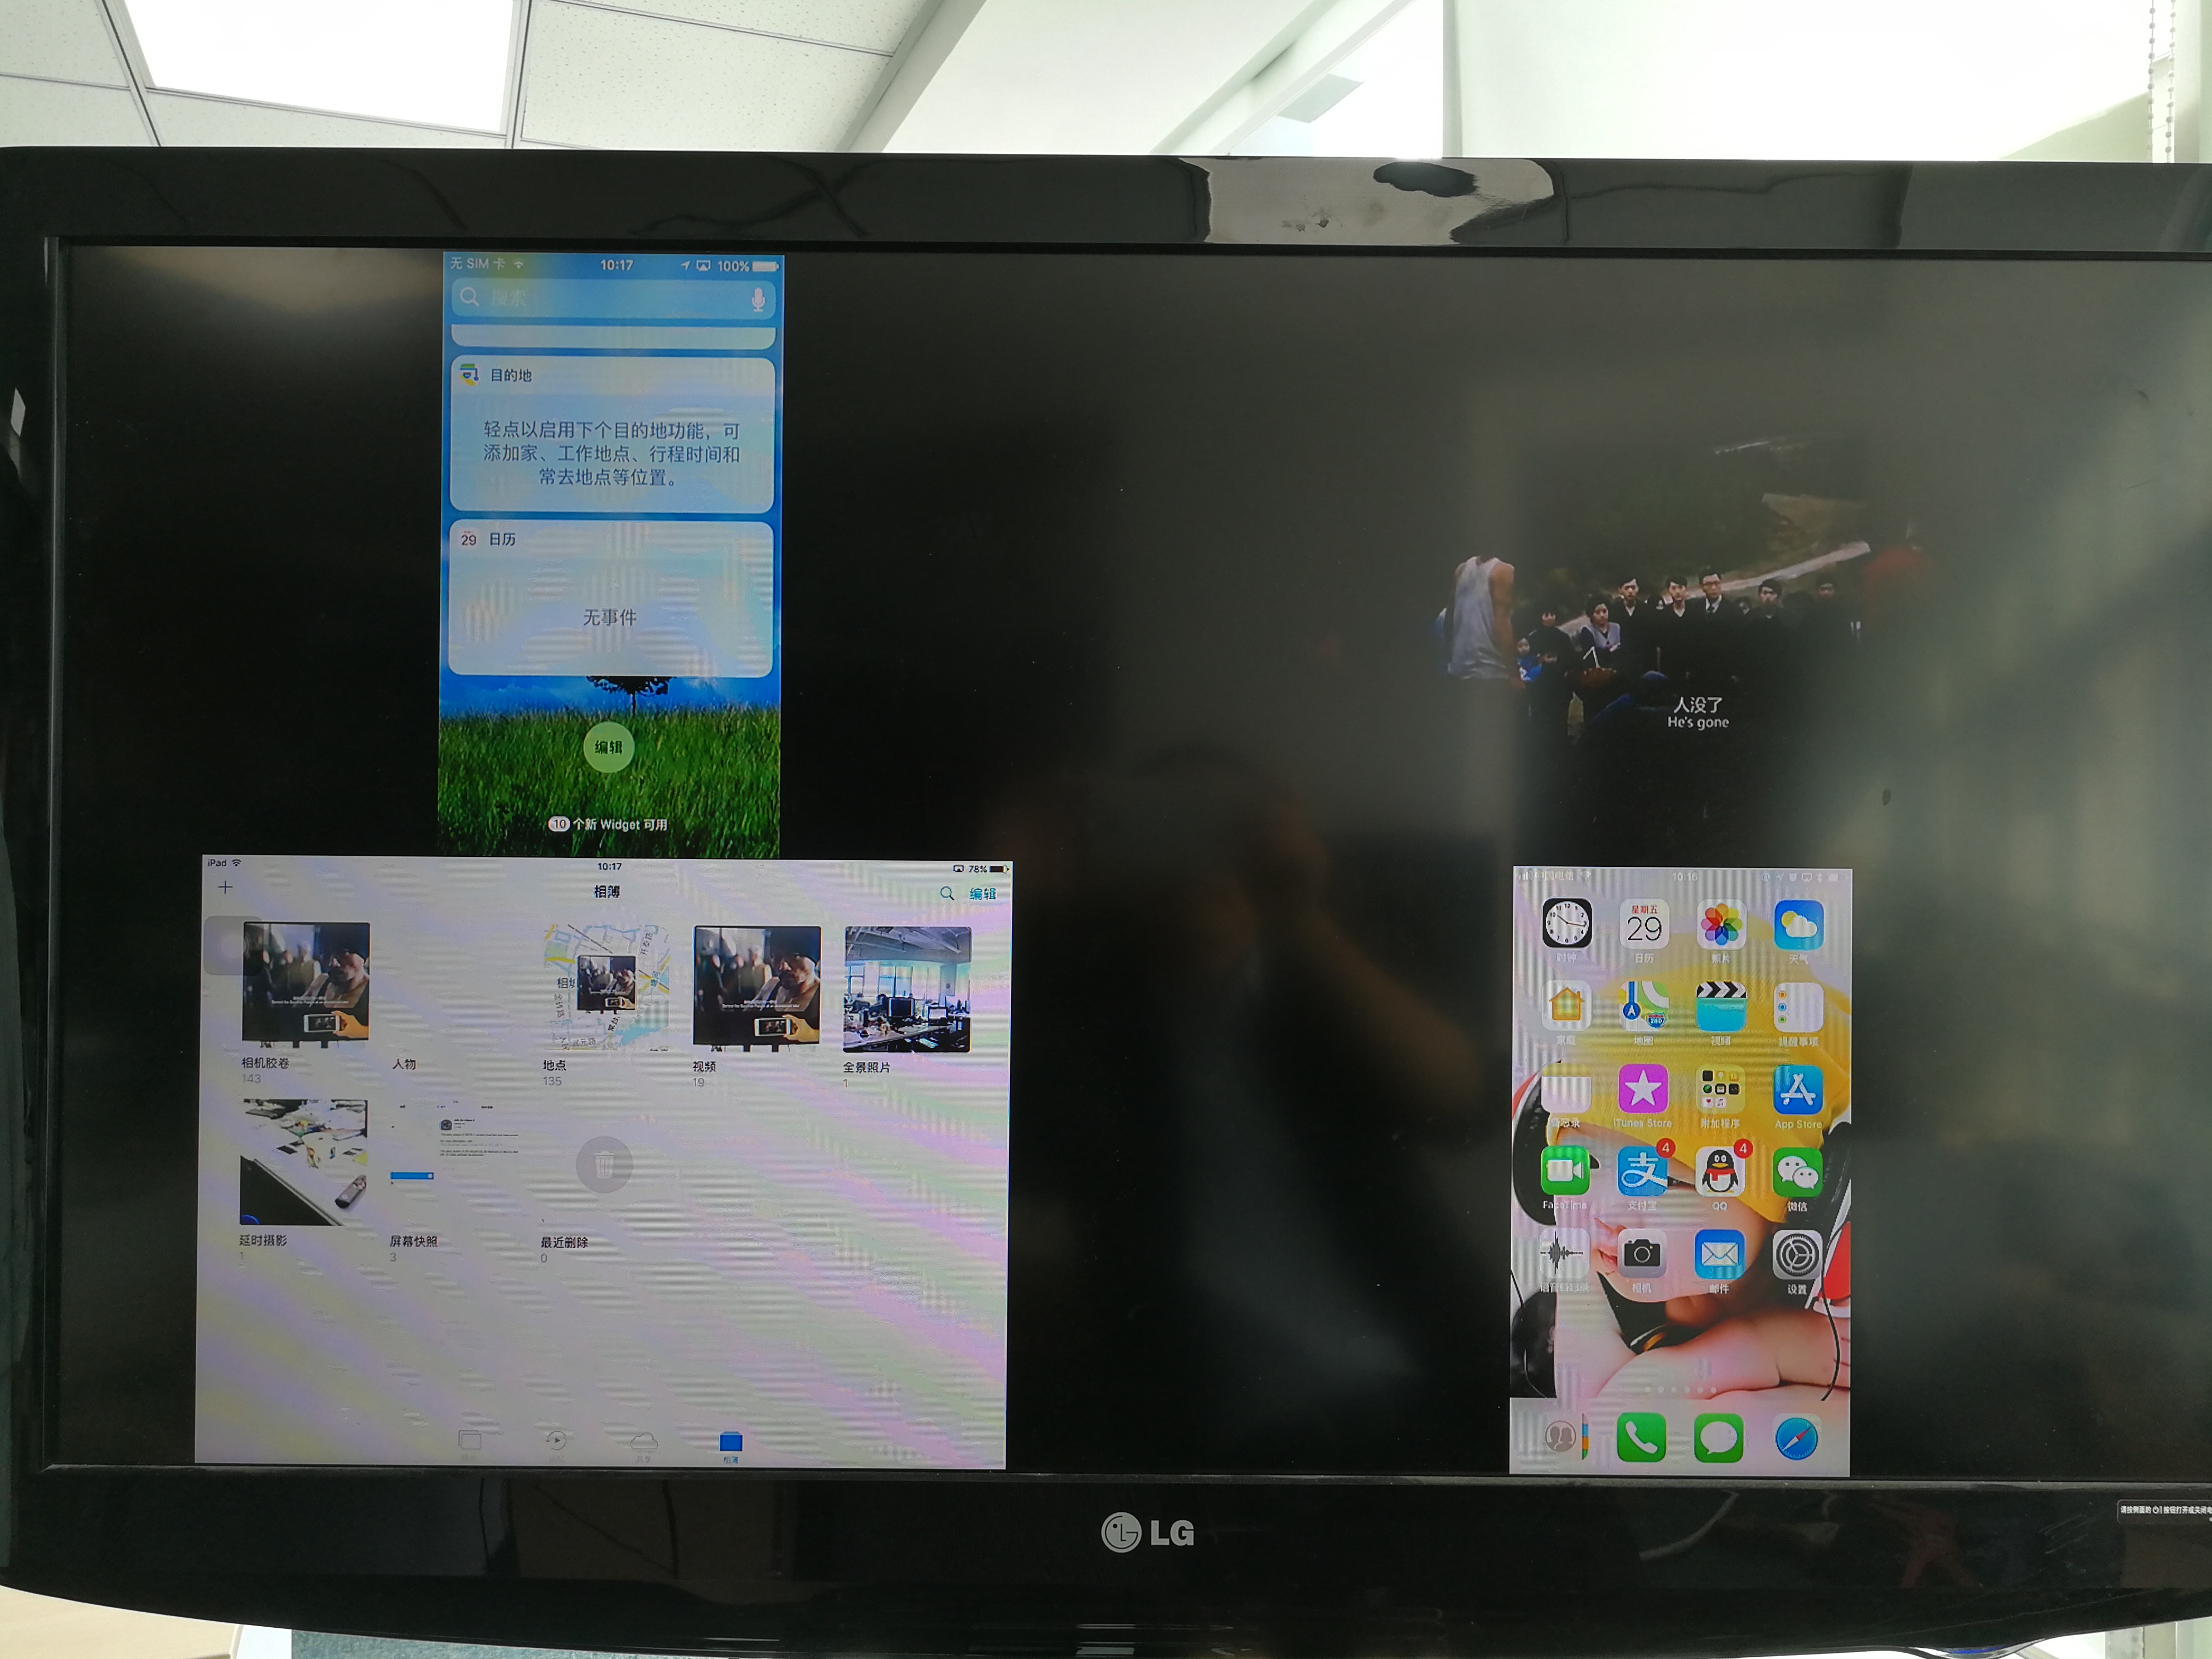 无 SIM 卡 10:17 100%
搜索
目的地
轻点以启用下个目的地功能，可
添加家、工作地点、行程时间和
常去地点等位置。
29 日历
无事件
编辑
10 个新 Widget 可用
人没了
He's gone
iPad 10:17 78%
相簿 编辑
相机胶卷
143
人物
地点
135
视频
19
全景照片
1
延时摄影
1
屏幕快照
3
最近删除
0
相簿
中国电信 10:16
星期五
29
时钟 日历 照片 天气
280
家庭 地图 视频 提醒事项
备忘录 iTunes Store 附加程序 App Store
4 4
支
FaceTime 支付宝 QQ 微信
语音备忘录 相机 邮件 设置
LG